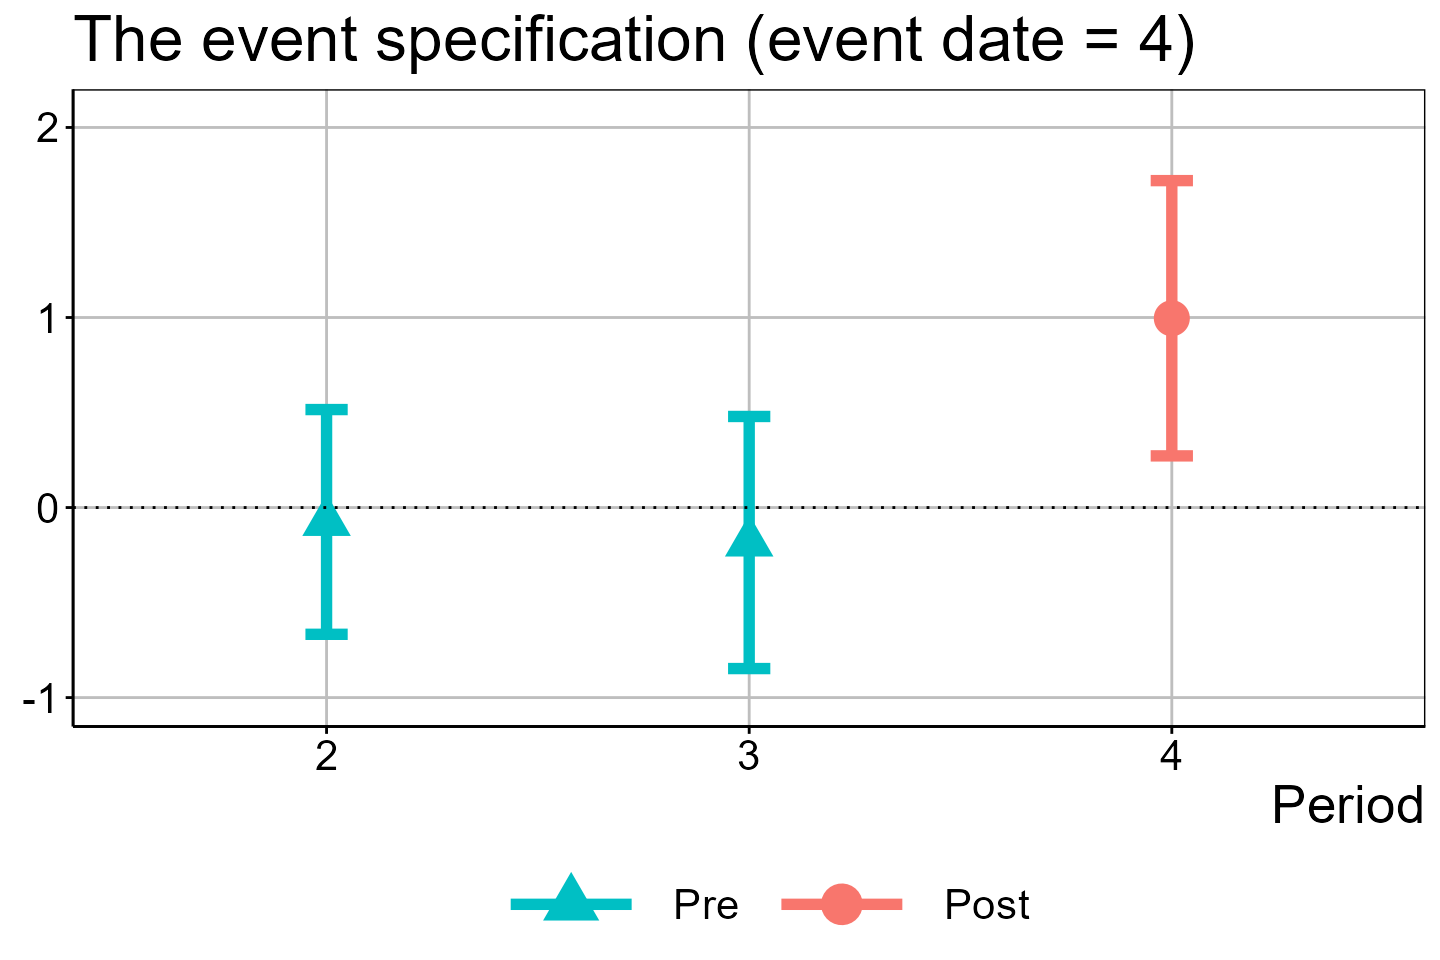 The event specification (event date = 4)
2
1
0
-1
2 3 4
Period
Pre Post